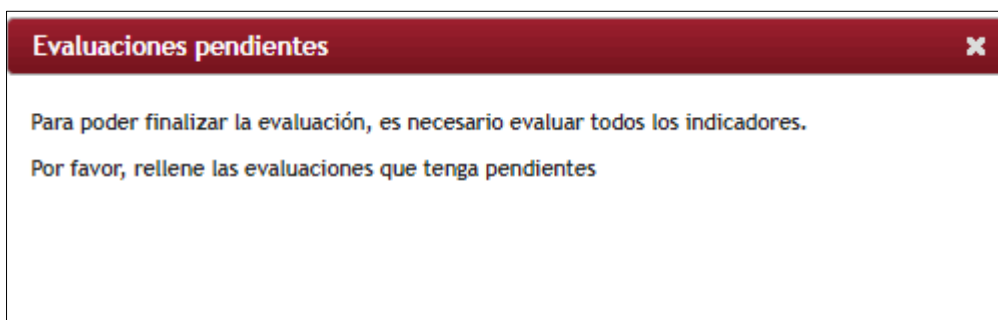 Evaluaciones pendientes
Para poder finalizar la evaluación, es necesario evaluar todos los indicadores.
Por favor, rellene las evaluaciones que tenga pendientes